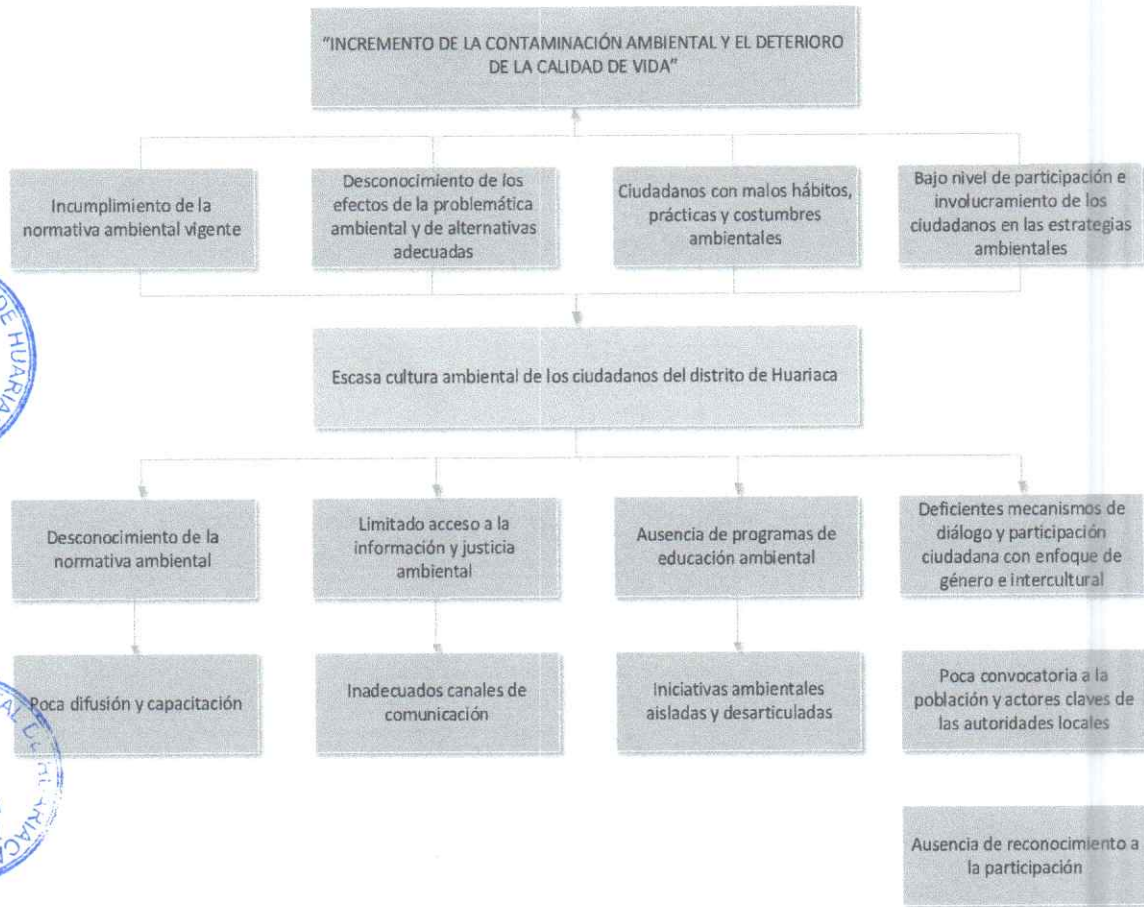 "INCREMENTO DE LA CONTAMINACIÓN AMBIENTAL Y EL DETERIORO
DE LA CALIDAD DE VIDA"
Incumplimiento de la
normativa ambiental vigente
Desconocimiento de los
efectos de la problemática
ambiental y de alternativas
adecuadas
Ciudadanos con malos hábitos,
prácticas y costumbres
ambientales
Bajo nivel de participación e
involucramiento de los
ciudadanos en las estrategias
ambientales
DE HUARIA
Escasa cultura ambiental de los ciudadanos del distrito de Huariaca
Desconocimiento de la
normativa ambiental
Limitado acceso a la
información y justicia
ambiental
Ausencia de programas de
educación ambiental
Deficientes mecanismos de
diálogo y participación
ciudadana con enfoque de
género e intercultural
Poca difusión y capacitación
Inadecuados canales de
comunicación
Iniciativas ambientales
aisladas y desarticuladas
Poca convocatoria a la
población y actores claves de
las autoridades locales
Ausencia de reconocimiento a
la participación